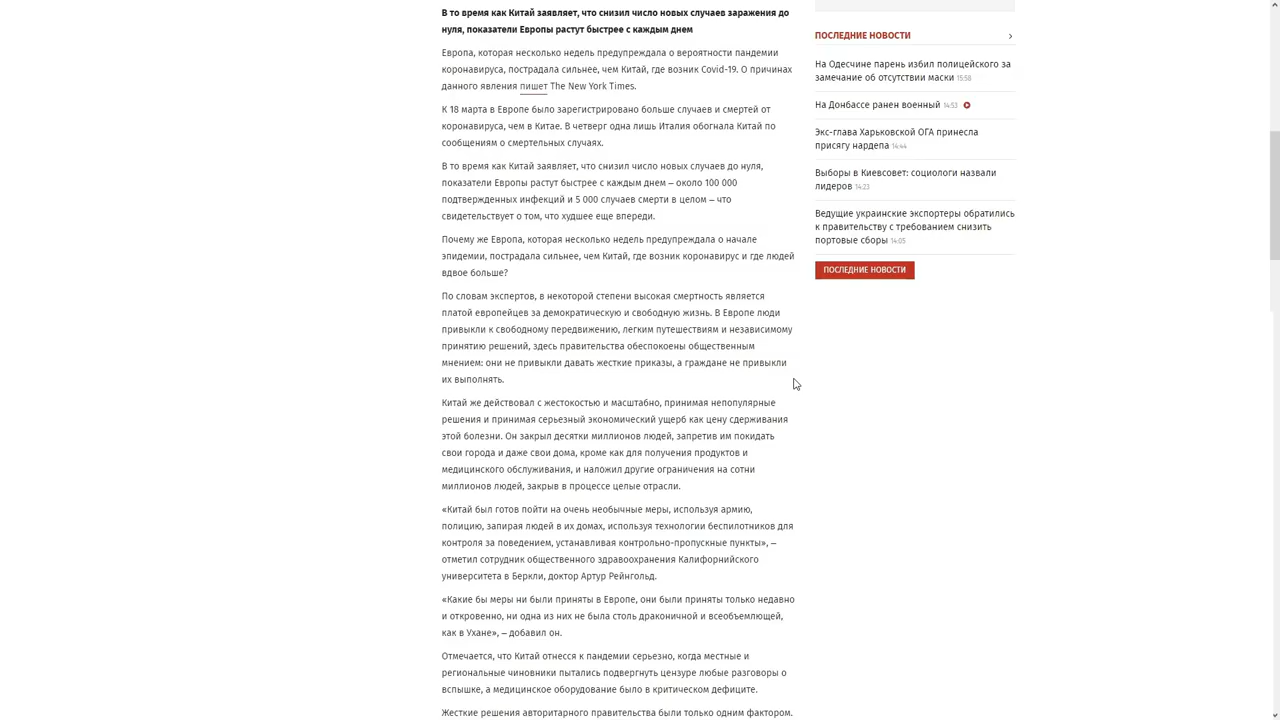 В то время как Китай заявляет, что снизил число новых случаев заражения до
нуля, показатели Европы растут быстрее с каждым днем
Европа, которая несколько недель предупреждала о вероятности пандемии
коронавируса, пострадала сильнее, чем Китай, где возник Covid-19. О причинах
данного явления пишет The New York Times.
К 18 марта в Европе было зарегистрировано больше случаев и смертей от
коронавируса, чем в Китае. В четверг одна лишь Италия обогнала Китай по
сообщениям о смертельных случаях.
В то время как Китай заявляет, что снизил число новых случаев до нуля,
показатели Европы растут быстрее с каждым днем – около 100 000
подтвержденных инфекций и 5 000 случаев смерти в целом – что
свидетельствует о том, что худшее еще впереди.
Почему же Европа, которая несколько недель предупреждала о начале
эпидемии, пострадала сильнее, чем Китай, где возник коронавирус и где людей
вдвое больше?
По словам экспертов, в некоторой степени высокая смертность является
платой европейцев за демократическую и свободную жизнь. В Европе люди
привыкли к свободному передвижению, легким путешествиям и независимому
принятию решений, здесь правительства обеспокоены общественным
мнением: они не привыкли давать жесткие приказы, а граждане не привыкли
их выполнять.
Китай же действовал с жестокостью и масштабно, принимая непопулярные
решения и принимая серьезный экономический ущерб как цену сдерживания
этой болезни. Он закрыл десятки миллионов людей, запретив им покидать
свои города и даже свои дома, кроме как для получения продуктов и
медицинского обслуживания, и наложил другие ограничения на сотни
миллионов людей, закрыв в процессе целые отрасли.
«Китай был готов пойти на очень необычные меры, используя армию,
полицию, запирая людей в их домах, используя технологии беспилотников для
контроля за поведением, устанавливая контрольно-пропускные пункты», –
отметил сотрудник общественного здравоохранения Калифорнийского
университета в Беркли, доктор Артур Рейнгольд.
«Какие бы меры ни были приняты в Европе, они были приняты только недавно
и откровенно, ни одна из них не была столь драконичной и всеобъемлющей,
как в Ухане», – добавил он.
Отмечается, что Китай отнесся к пандемии серьезно, когда местные и
региональные чиновники пытались подвергнуть цензуре любые разговоры о
вспышке, а медицинское оборудование было в критическом дефиците.
Жесткие решения авторитарного правительства были только одним фактором.
ПОСЛЕДНИЕ НОВОСТИ
На Одесчине парень избил полицейского за
замечание об отсутствии маски 15:58
На Донбассе ранен военный 14:53
Экс-глава Харьковской ОГА принесла
присягу нардепа 14:44
Выборы в Киевсовет: социологи назвали
лидеров 14:23
Ведущие украинские экспортеры обратились
к правительству с требованием снизить
портовые сборы 14:05
ПОСЛЕДНИЕ НОВОСТИ